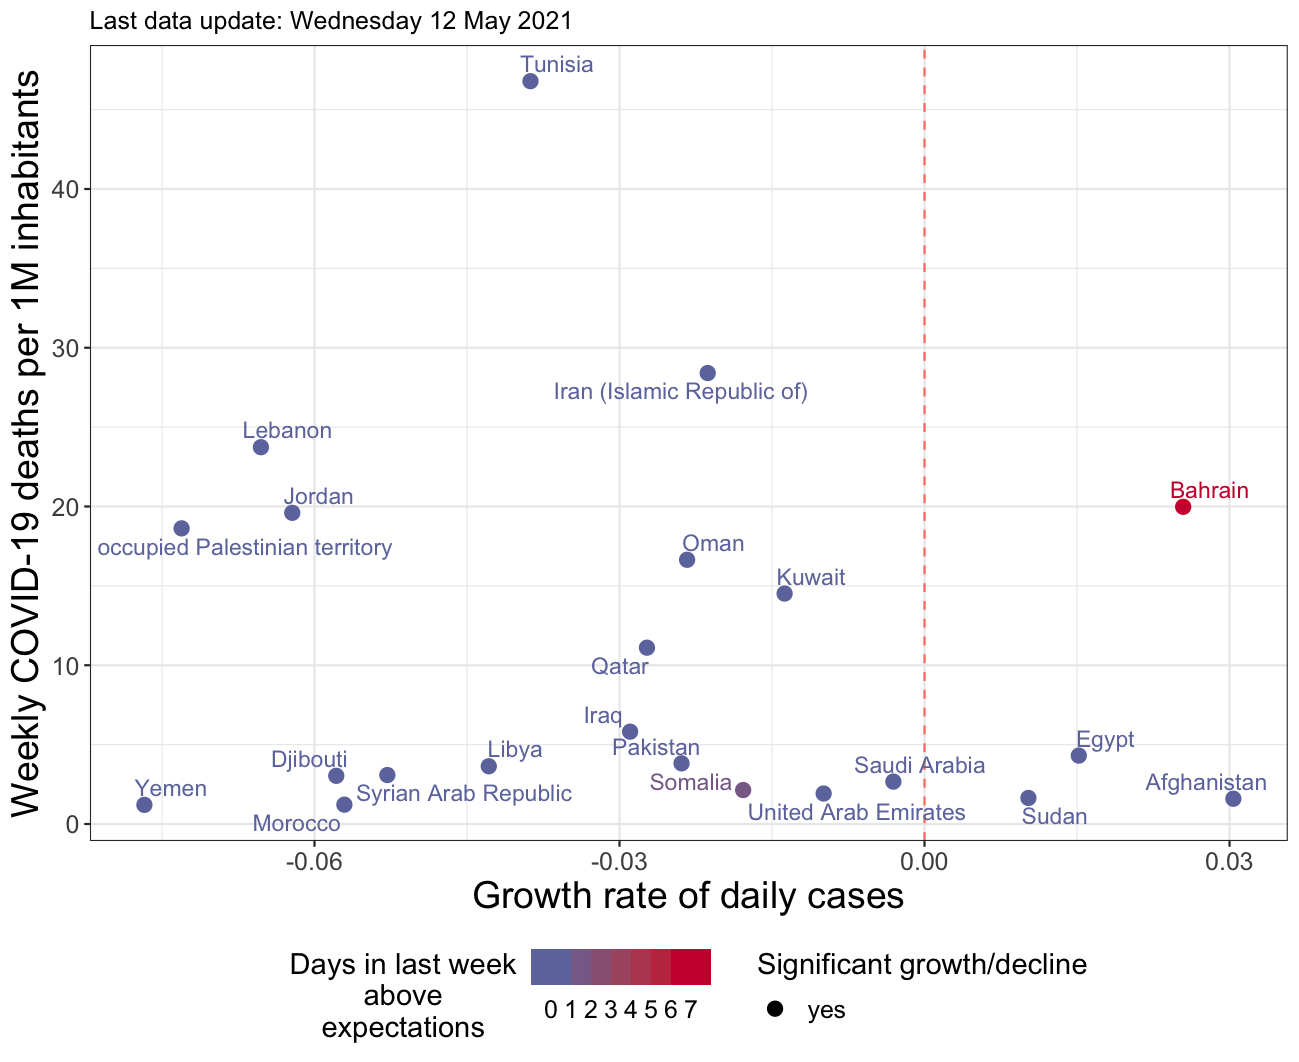 Last data update: Wednesday 12 May 2021
Weekly COVID-19 deaths per 1M inhabitants
40
30
20
10
0
Tunisia
Iran (Islamic Republic of)
Lebanon
Jordan
Bahrain
occupied Palestinian territory
Oman
Kuwait
Qatar
Iraq
Pakistan
Egypt
Libya
Djibouti
Saudi Arabia
Somalia
Afghanistan
Yemen
Syrian Arab Republic
United Arab Emirates
Sudan
Morocco
-0.06
-0.03
0.00
0.03
Growth rate of daily cases
Days in last week
above
expectations
0 1 2 3 4 5 6 7
Significant growth/decline
yes